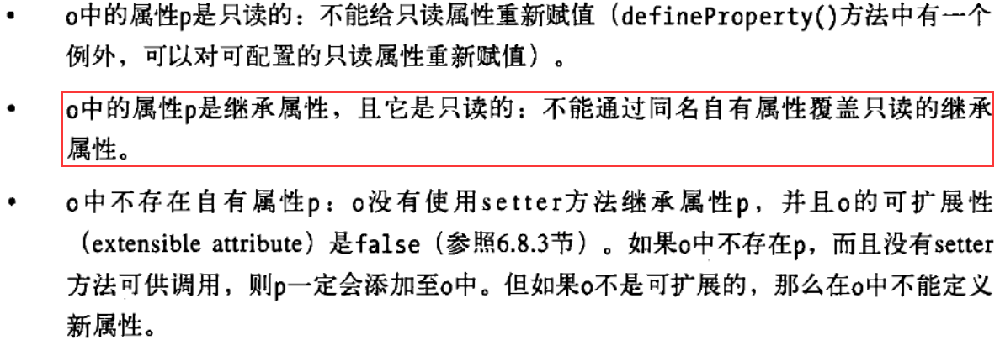 • o中的属性p是只读的：不能给只读属性重新赋值（defineProperty()方法中有一个
例外，可以对可配置的只读属性重新赋值）。
• o中的属性p是继承属性，且它是只读的：不能通过同名自有属性覆盖只读的继承
属性。
• o中不存在自有属性p：o没有使用setter方法继承属性p，并且o的可扩展性
（extensible attribute）是false（参照6.8.3节）。如果o中不存在p，而且没有setter
方法可供调用，则p一定会添加至o中。但如果o不是可扩展的，那么在o中不能定义
新属性。